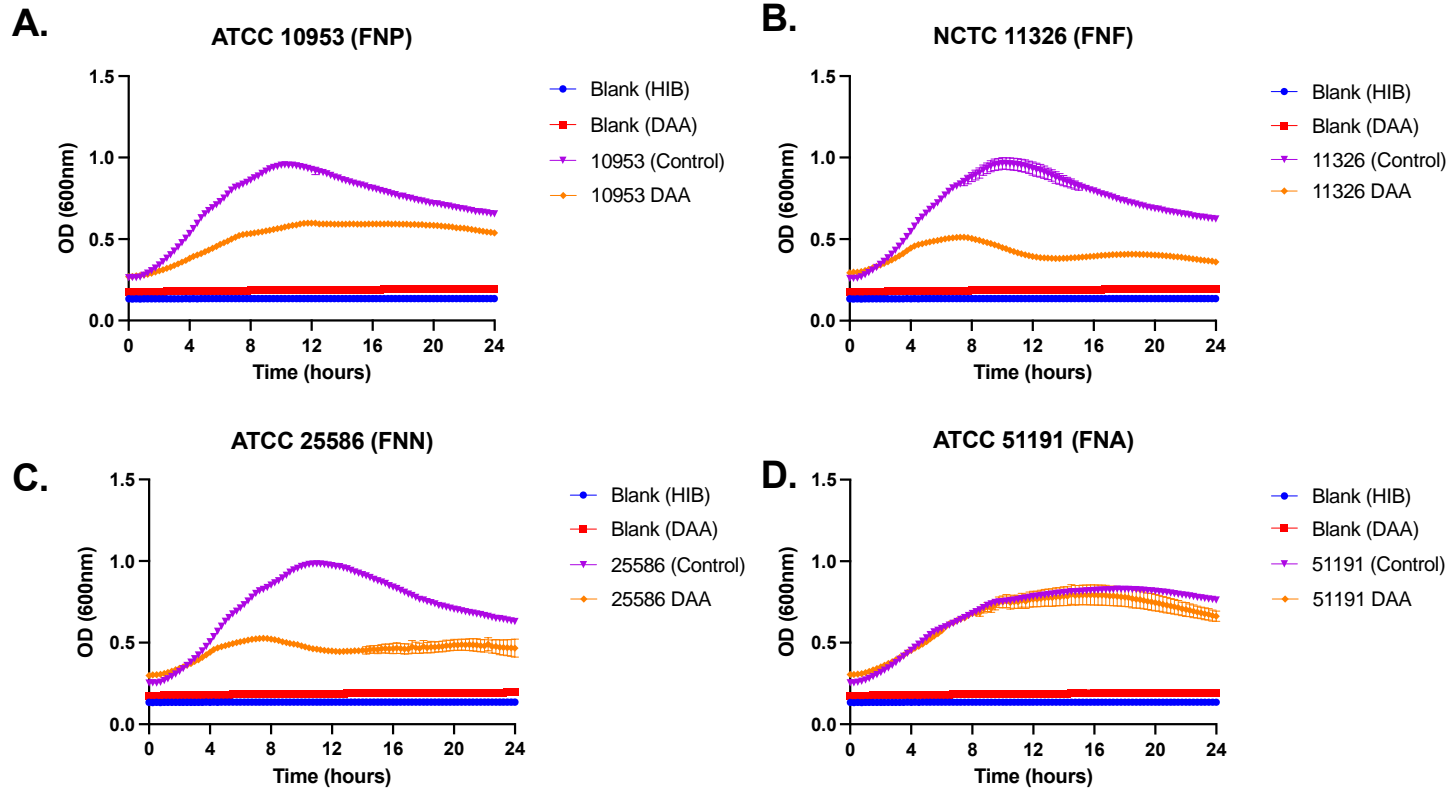 A.
ATCC 10953 (FNP)
OD (600nm)
1.5
1.0
0.5
0.0
0 4 8 12 16 20 24
Time (hours)
Blank (HIB)
Blank (DAA)
10953 (Control)
10953 DAA
B.
NCTC 11326 (FNF)
OD (600nm)
1.5
1.0
0.5
0.0
0 4 8 12 16 20 24
Time (hours)
Blank (HIB)
Blank (DAA)
11326 (Control)
11326 DAA
C.
ATCC 25586 (FNN)
OD (600nm)
1.5
1.0
0.5
0.0
0 4 8 12 16 20 24
Time (hours)
Blank (HIB)
Blank (DAA)
25586 (Control)
25586 DAA
D.
ATCC 51191 (FNA)
OD (600nm)
1.5
1.0
0.5
0.0
0 4 8 12 16 20 24
Time (hours)
Blank (HIB)
Blank (DAA)
51191 (Control)
51191 DAA